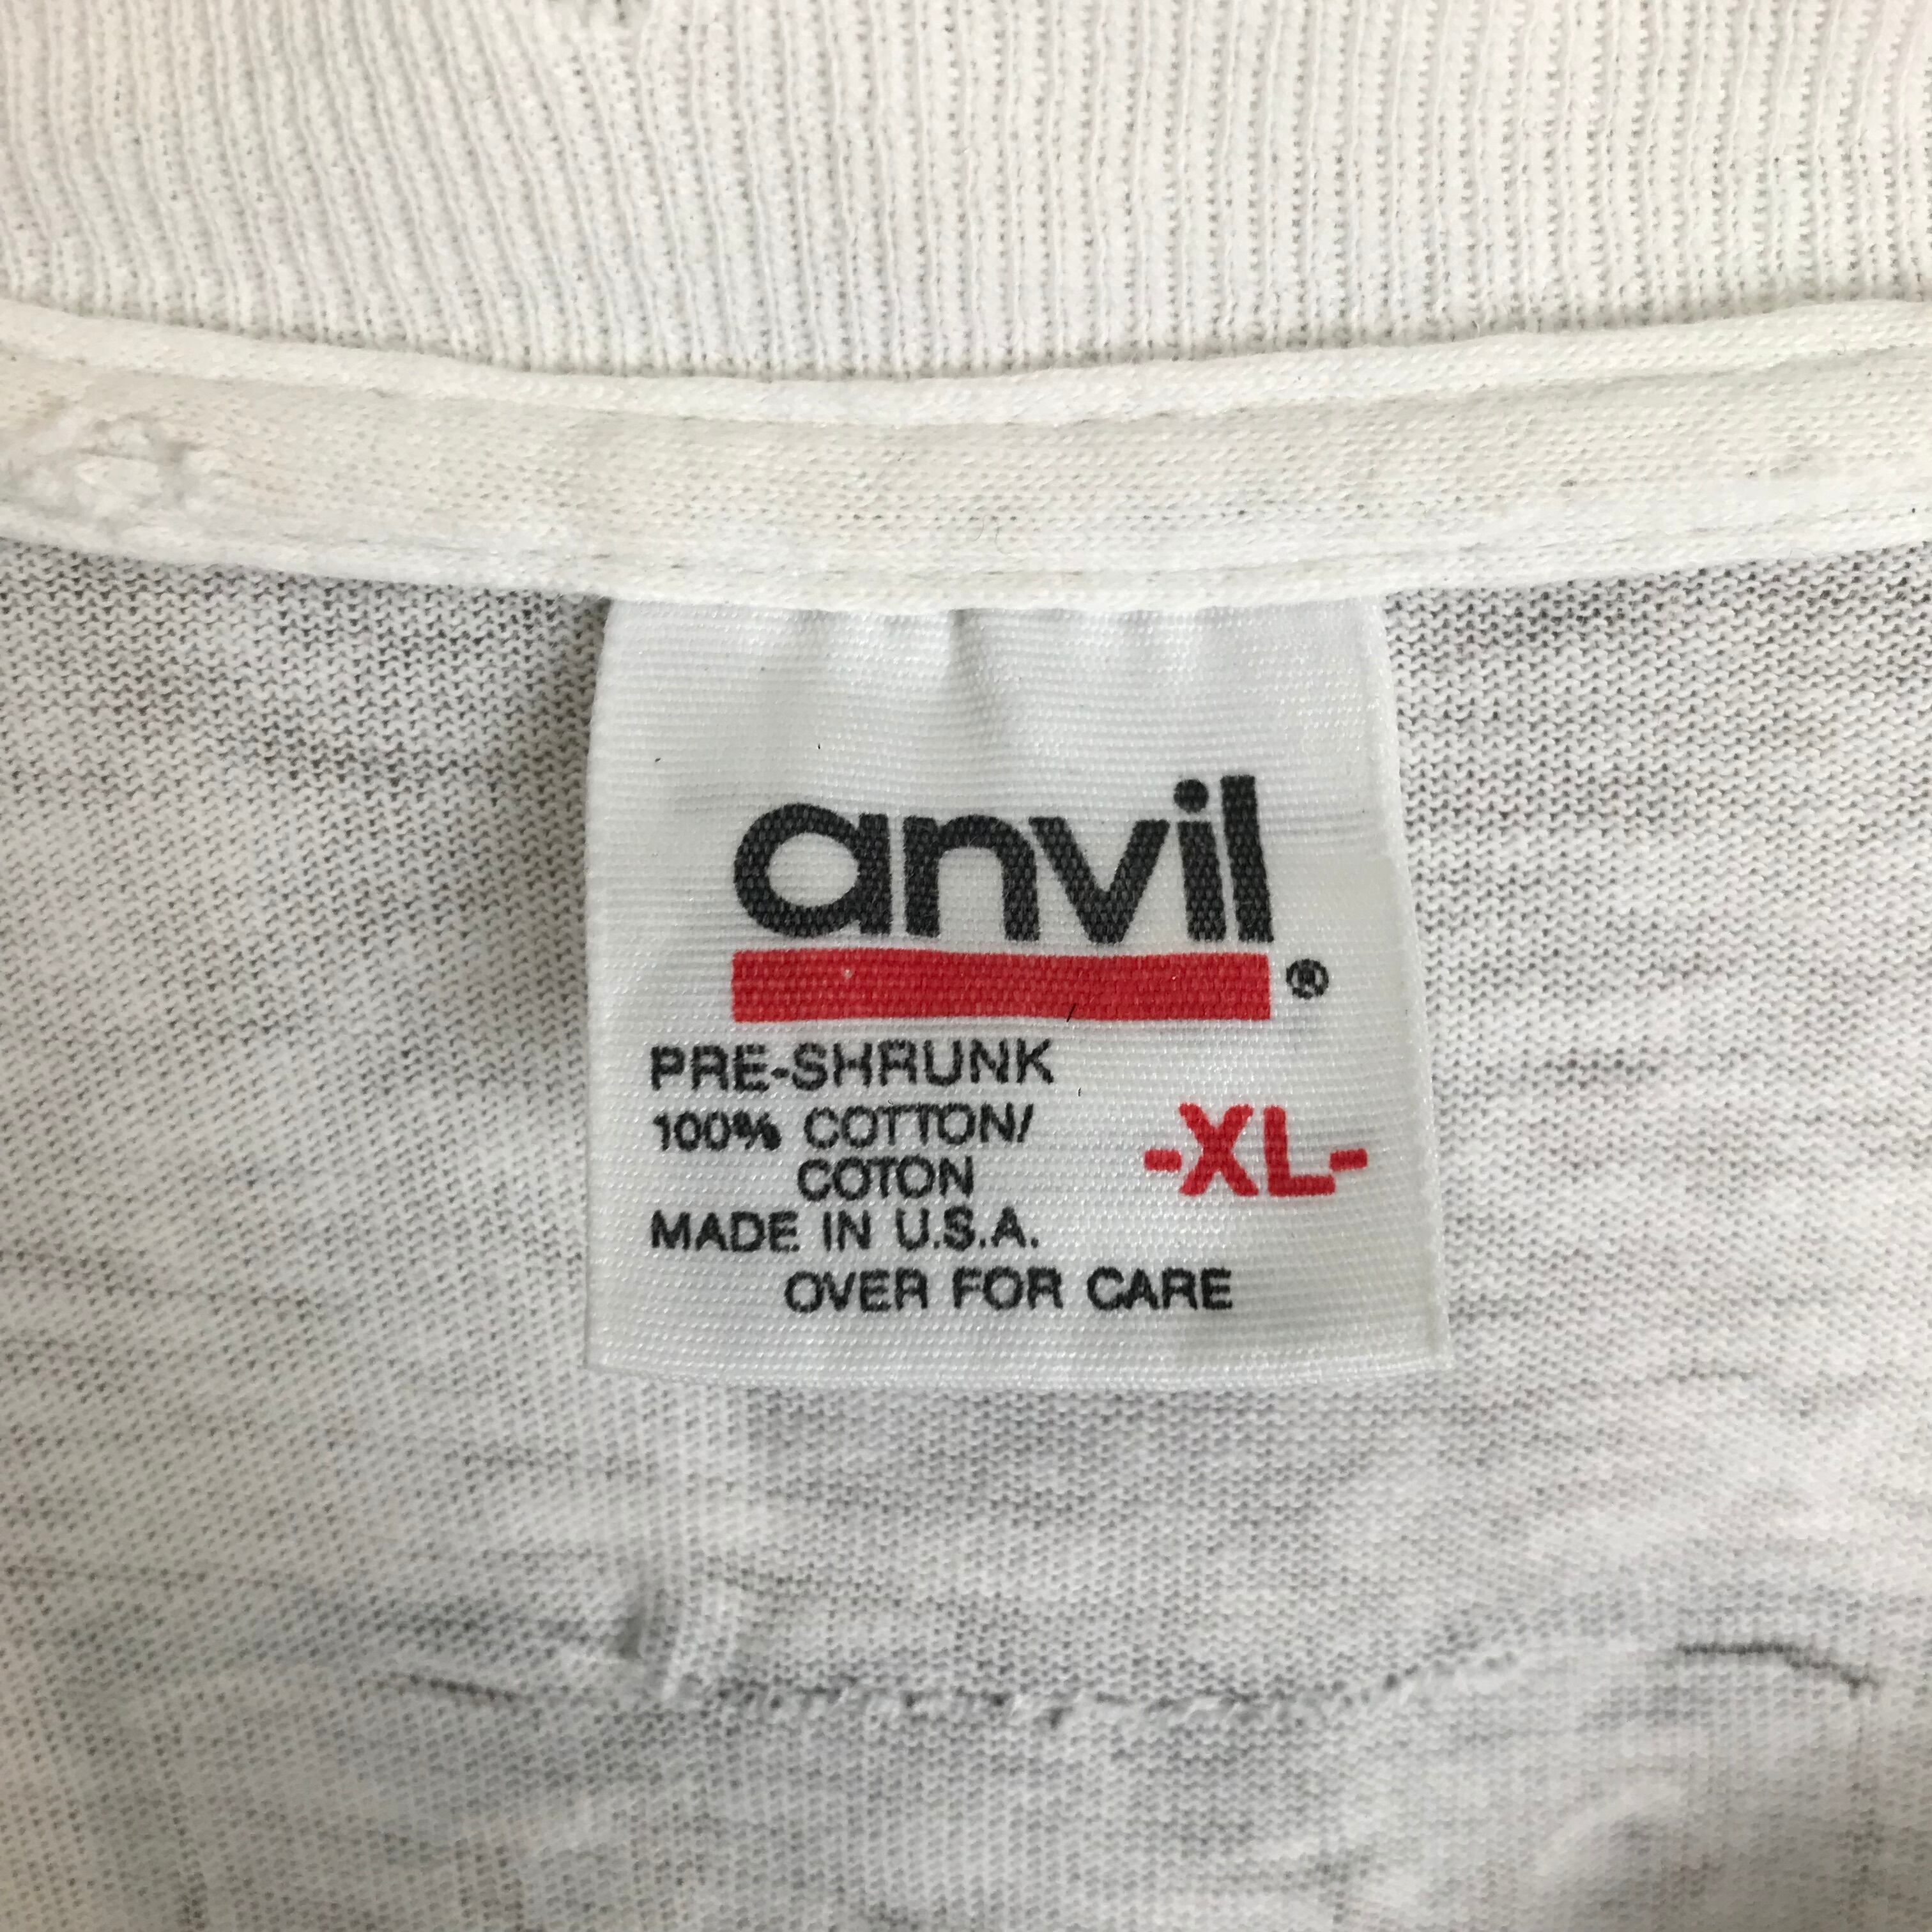 anvil®
PRE-SHRUNK
100% COTTON/
COTON
-XL-
MADE IN U.S.A.
OVER FOR CARE